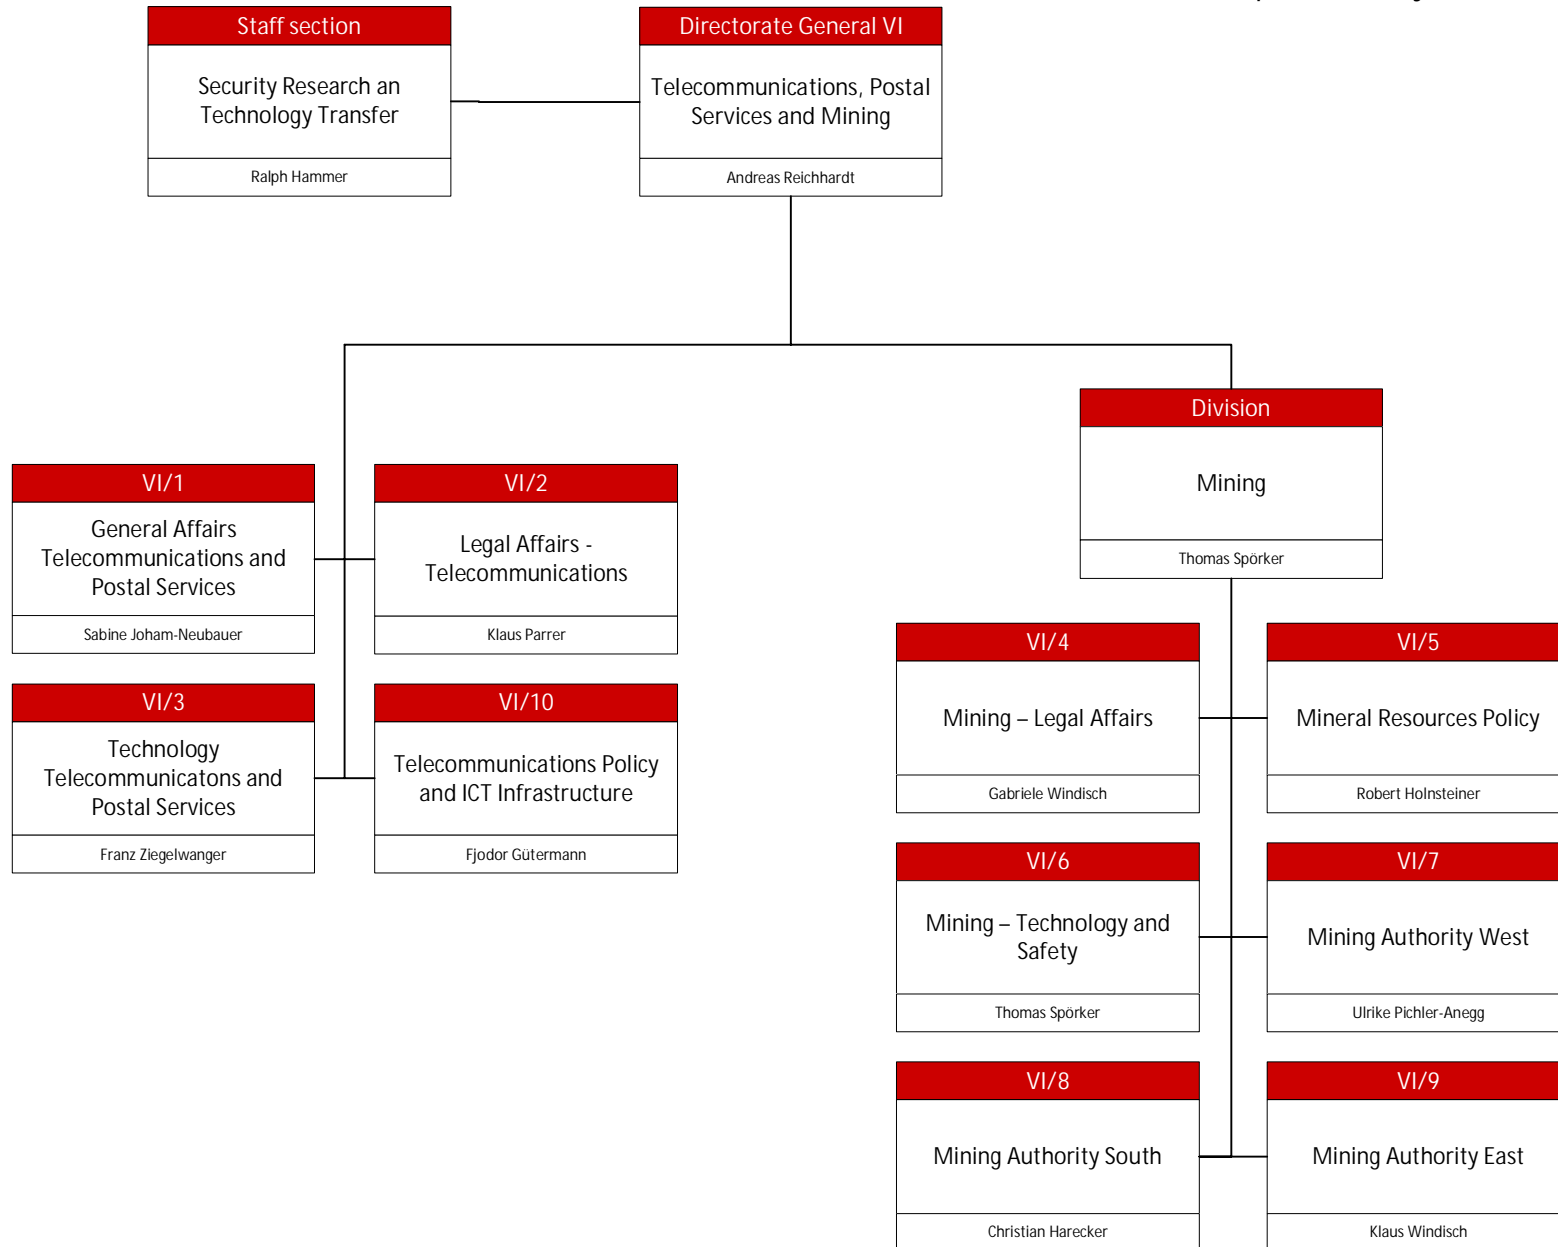 Staff section
Security Research an
Technology Transfer
Ralph Hammer
Directorate General VI
Telecommunications, Postal
Services and Mining
Andreas Reichhardt
Division
Mining
Thomas Spörker
VI/1
General Affairs
Telecommunications and
Postal Services
Sabine Joham-Neubauer
VI/2
Legal Affairs -
Telecommunications
Klaus Parrer
VI/3
Technology
Telecommunicatons and
Postal Services
Franz Ziegelwanger
VI/10
Telecommunications Policy
and ICT Infrastructure
Fjodor Gütermann
VI/4
Mining – Legal Affairs
Gabriele Windisch
VI/5
Mineral Resources Policy
Robert Holnsteiner
VI/6
Mining – Technology and
Safety
Thomas Spörker
VI/7
Mining Authority West
Ulrike Pichler-Anegg
VI/8
Mining Authority South
Christian Harecker
VI/9
Mining Authority East
Klaus Windisch